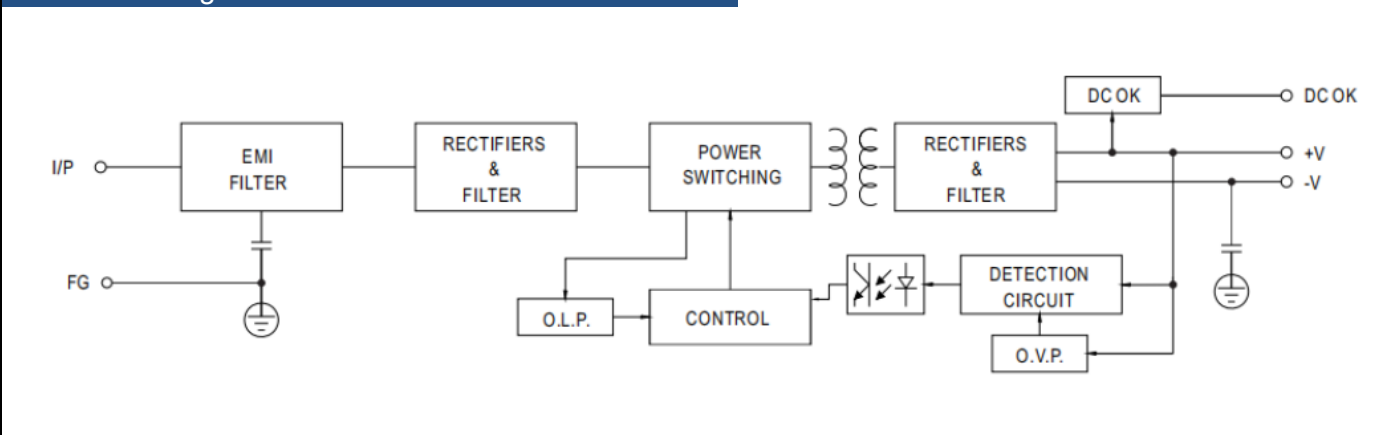 DC OK
DC OK
I/P
EMI
FILTER
RECTIFIERS
&
FILTER
POWER
SWITCHING
RECTIFIERS
&
FILTER
+V
-V
FG
O.L.P.
CONTROL
DETECTION
CIRCUIT
O.V.P.